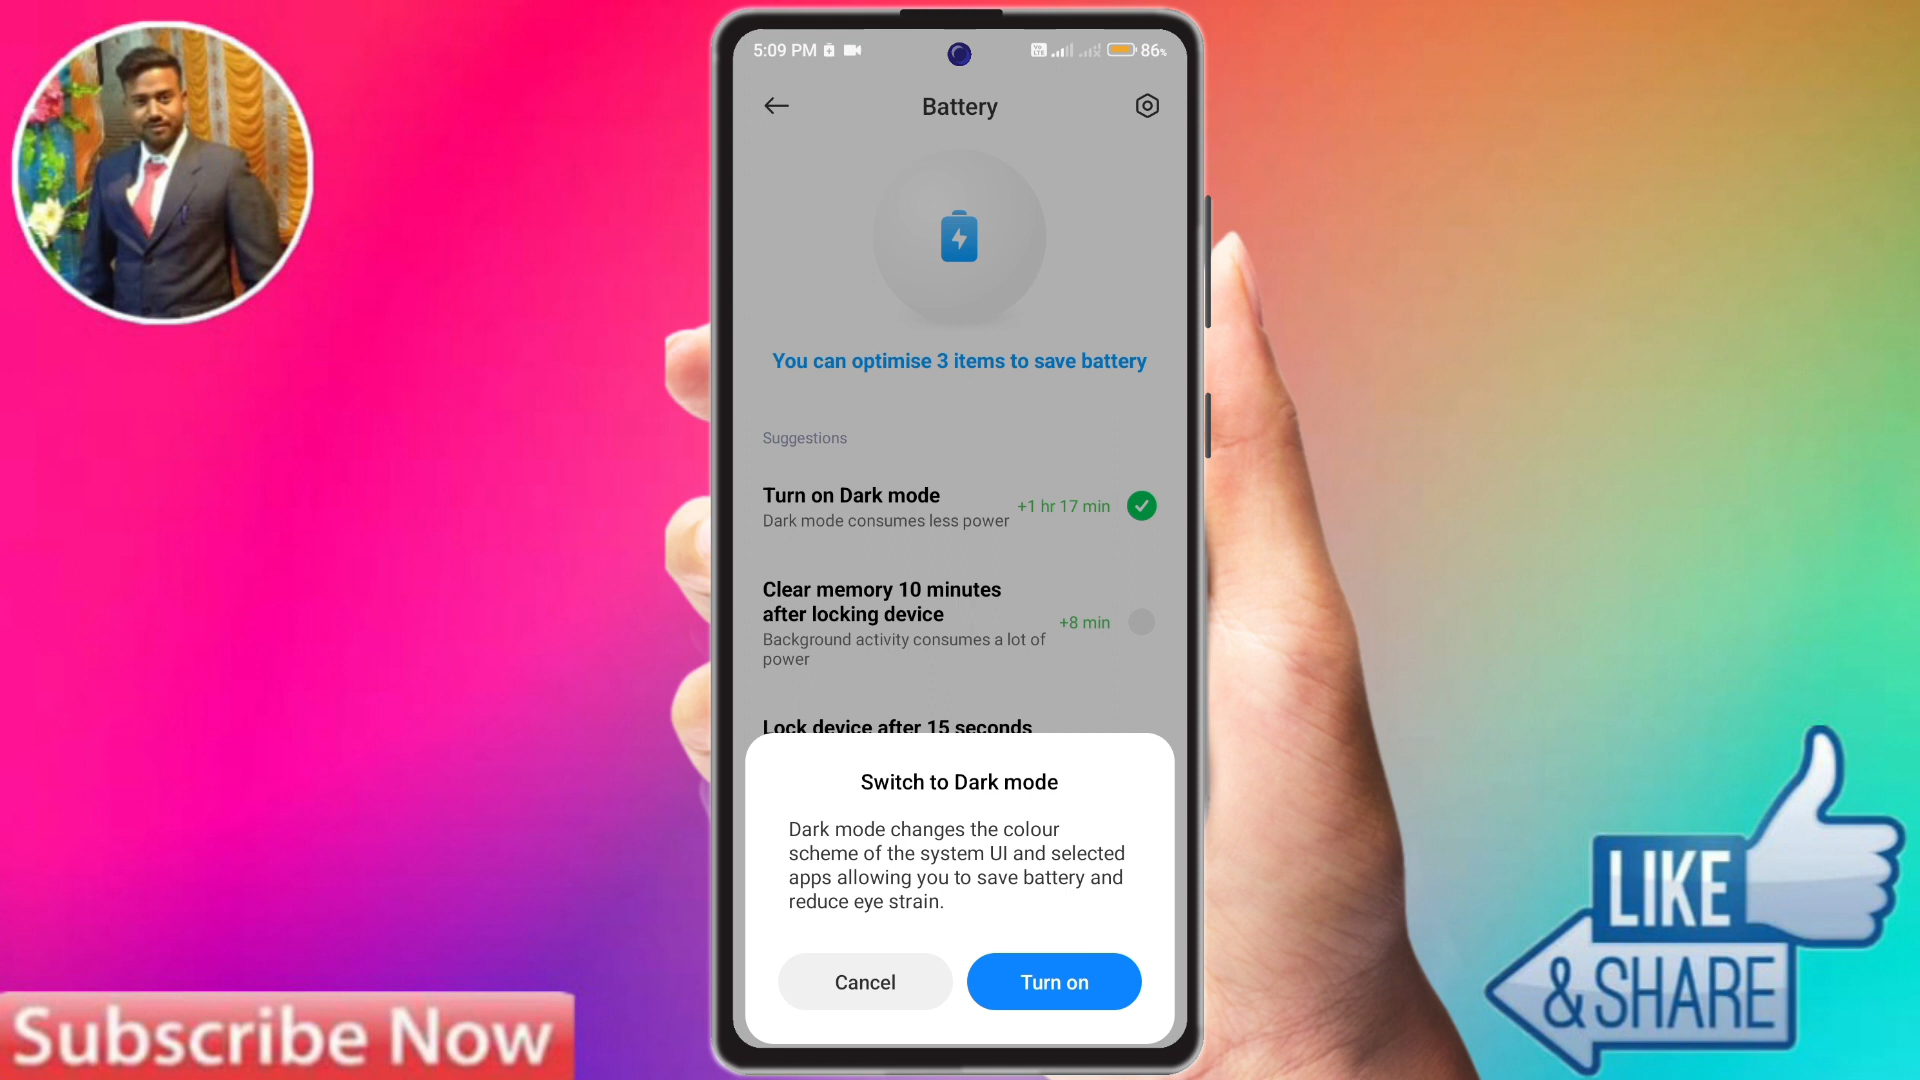 5:09 PM
86%
Battery
You can optimise 3 items to save battery
Suggestions
Turn on Dark mode
Dark mode consumes less power
+1 hr 17 min
Clear memory 10 minutes
after locking device
Background activity consumes a lot of
power
+8 min
Lock device after 15 seconds
Switch to Dark mode
Dark mode changes the colour
scheme of the system UI and selected
apps allowing you to save battery and
reduce eye strain.
Cancel
Turn on
Subscribe Now
LIKE
& SHARE